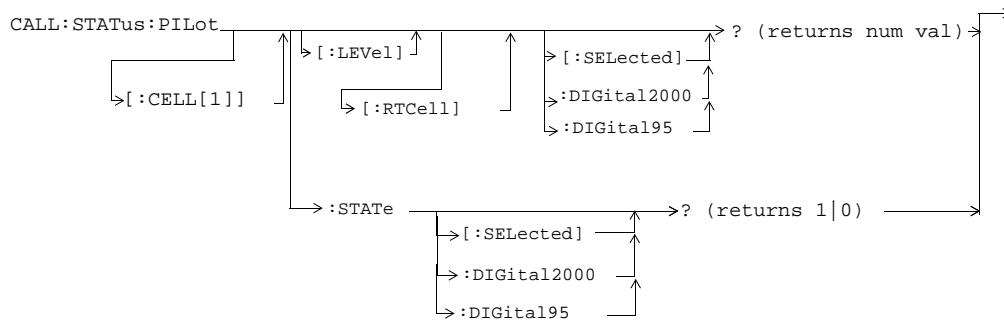 CALL:STATus:PILot
? (returns num val)
[:LEVel]
[:SELected]
[:CELL[1]]
[:RTCell]
:DIGital2000
:DIGital95
:STATe
? (returns 1|0)
[:SELected]
:DIGital2000
:DIGital95